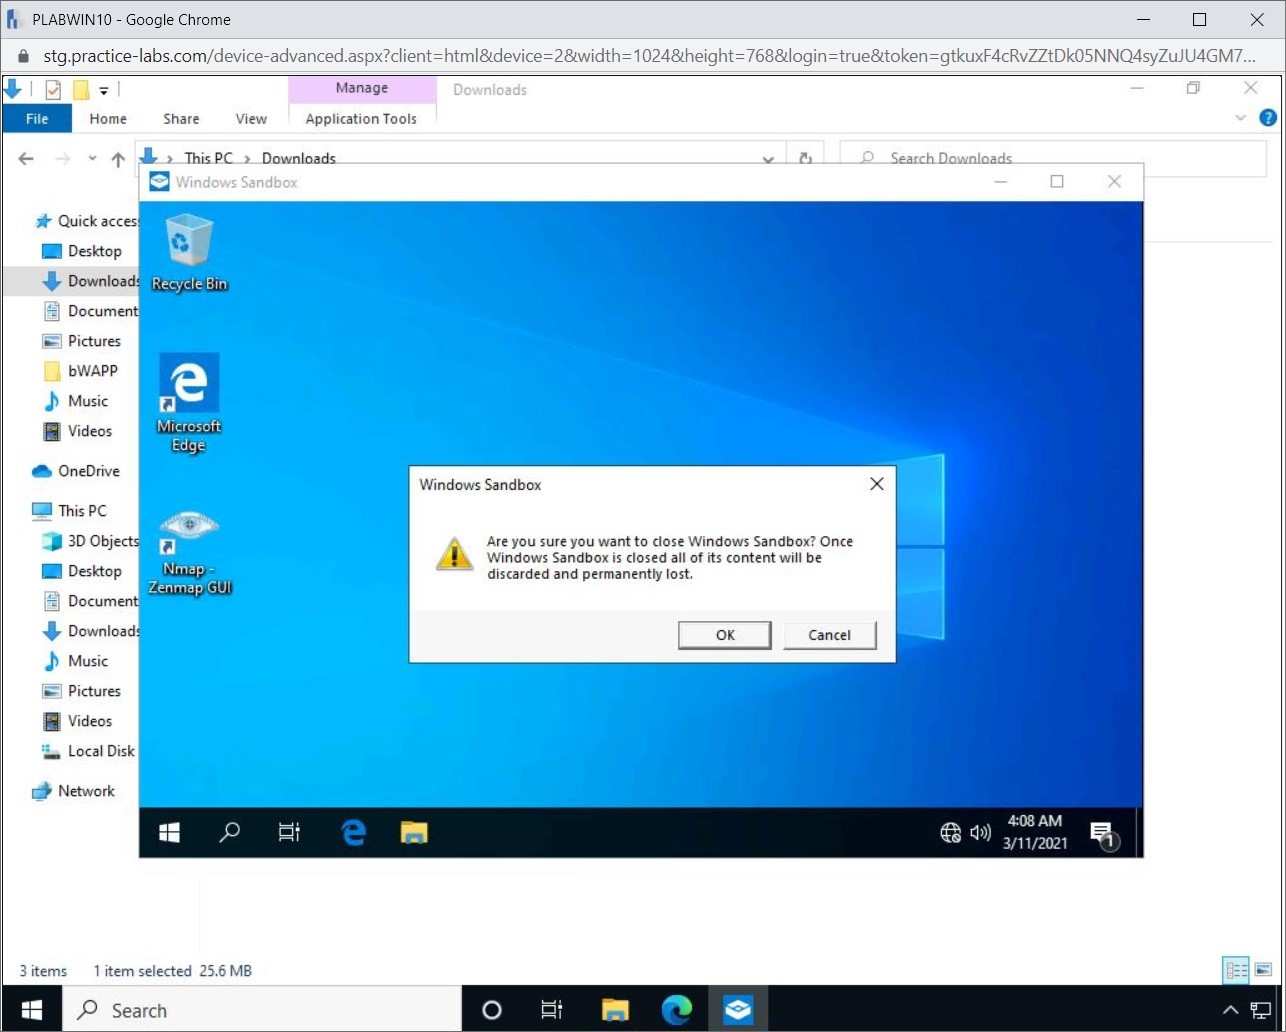 PLABWIN10 - Google Chrome
stg.practice-labs.com/device-advanced.aspx?client=html&device=2&width=1024&height=768&login=true&token=gtkuxF4cRvZZtDk05NNQ4syZuJU4GM7...
Manage
Downloads
File
Home
Share
View
Application Tools
This PC
Downloads
Search Downloads
Windows Sandbox
Quick access
Desktop
Downloads
Document
Pictures
bWAPP
Music
Videos
OneDrive
This PC
3D Objects
Desktop
Document
Downloads
Music
Pictures
Videos
Local Disk
Network
Recycle Bin
Microsoft
Edge
Nmap -
Zenmap GUI
Windows Sandbox
Are you sure you want to close Windows Sandbox? Once
Windows Sandbox is closed all of its content will be
discarded and permanently lost.
OK
Cancel
4:08 AM
3/11/2021
1
3 items
1 item selected 25.6 MB
Search